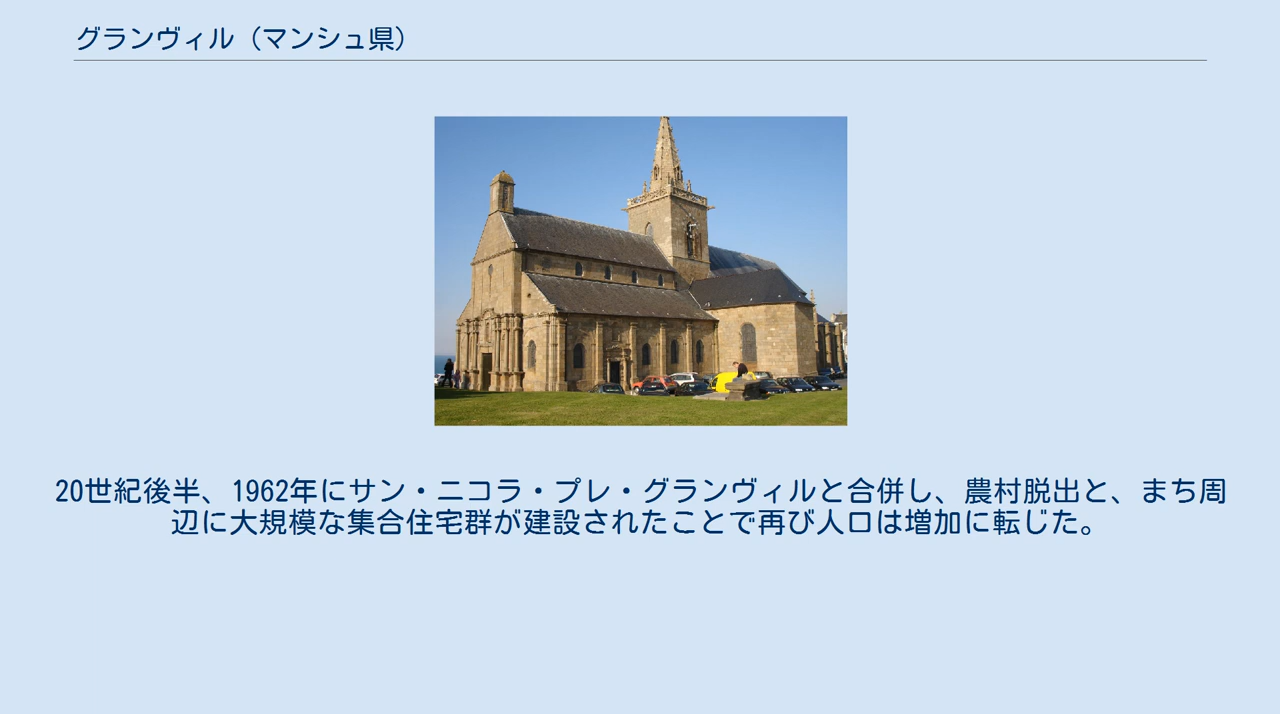 グランヴィル（マンシュ県）
20世紀後半、1962年にサン・ニコラ・プレ・グランヴィルと合併し、農村脱出と、まち周
辺に大規模な集合住宅群が建設されたことで再び人口は増加に転じた。